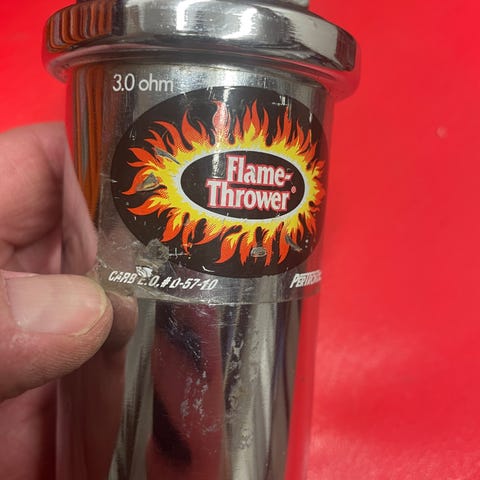 3.0 ohm
Flame-
Thrower®
CARB E.O.# D-57-10